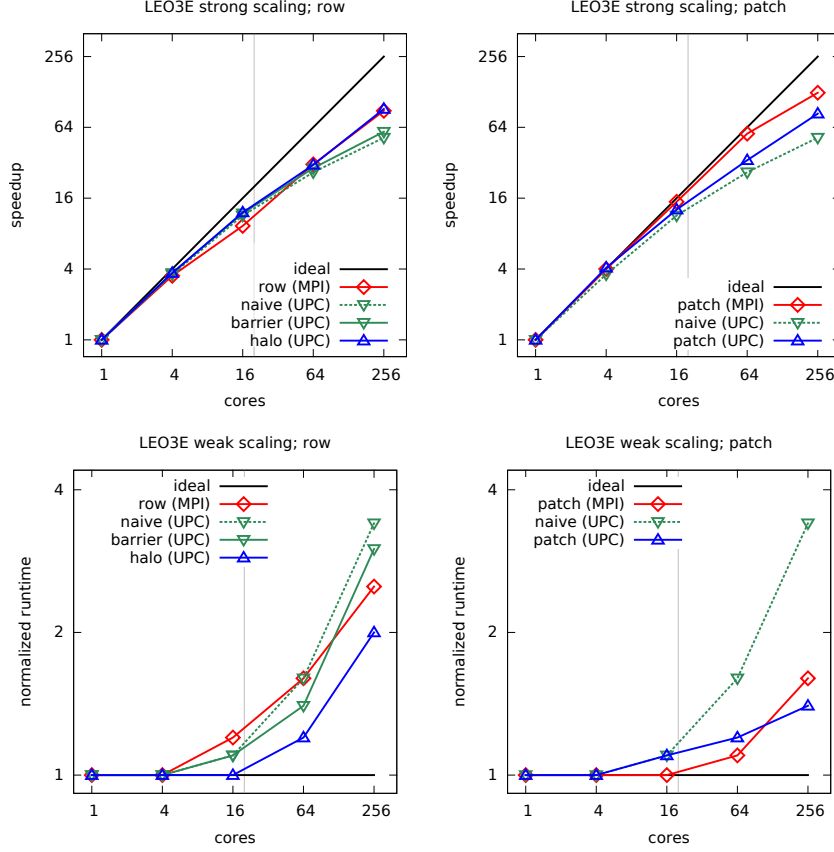 LEO3E strong scaling; row
256
64
16
4
1
speedup
ideal
row (MPI)
naive (UPC)
barrier (UPC)
halo (UPC)
1 4 16 64 256
cores
LEO3E strong scaling; patch
256
64
16
4
1
speedup
ideal
patch (MPI)
naive (UPC)
patch (UPC)
1 4 16 64 256
cores
LEO3E weak scaling; row
4
2
1
normalized runtime
ideal
row (MPI)
naive (UPC)
barrier (UPC)
halo (UPC)
1 4 16 64 256
cores
LEO3E weak scaling; patch
4
2
1
normalized runtime
ideal
patch (MPI)
naive (UPC)
patch (UPC)
1 4 16 64 256
cores